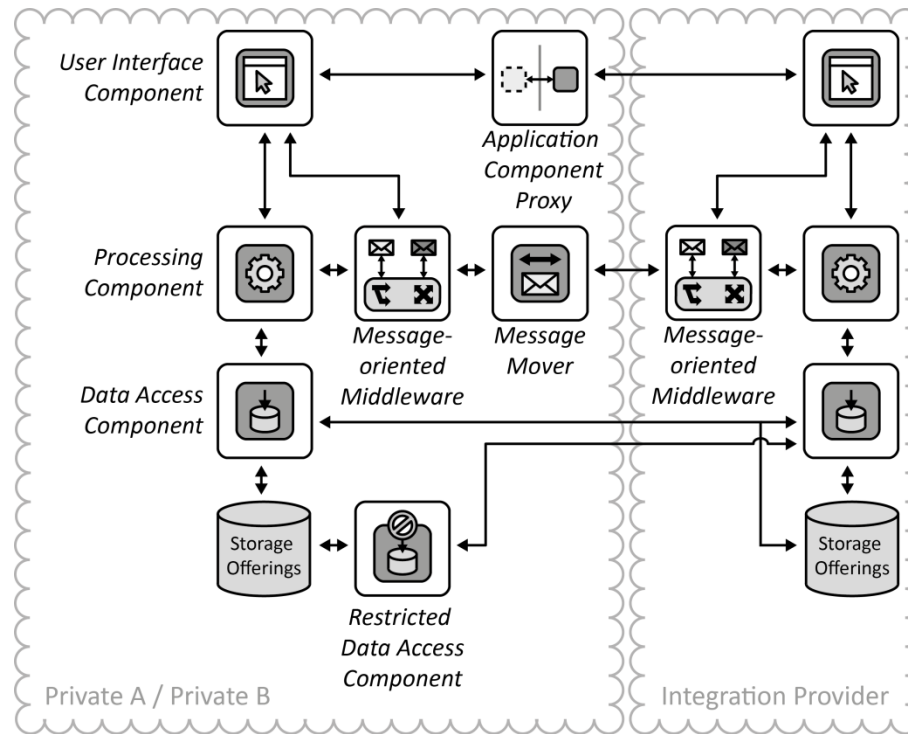 User Interface
Component
Application
Component
Proxy
Processing
Component
Message-
oriented
Middleware
Message
Mover
Message-
oriented
Middleware
Data Access
Component
Storage
Offerings
Storage
Offerings
Restricted
Data Access
Component
Private A / Private B
Integration Provider